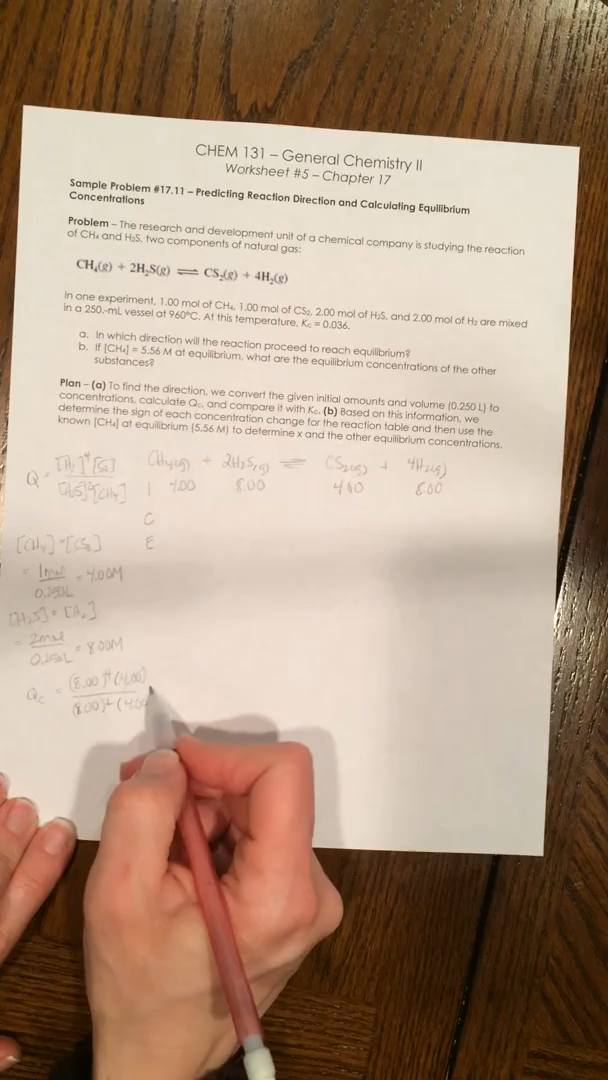 CHEM 131 – General Chemistry II
Worksheet #5 – Chapter 17
Sample Problem #17.11 – Predicting Reaction Direction and Calculating Equilibrium
Concentrations
Problem – The research and development unit of a chemical company is studying the reaction
of CH₄ and H₂S, two components of natural gas:
CH₄(g) + 2H₂S(g) ⇌ CS₂(g) + 4H₂(g)
In one experiment, 1.00 mol of CH₄, 1.00 mol of CS₂, 2.00 mol of H₂S, and 2.00 mol of H₂ are mixed
in a 250.-mL vessel at 960°C. At this temperature, K꜀ = 0.036.
a. In which direction will the reaction proceed to reach equilibrium?
b. If [CH₄] = 5.56 M at equilibrium, what are the equilibrium concentrations of the other
substances?
Plan – (a) To find the direction, we convert the given initial amounts and volume (0.250 L) to
concentrations, calculate Q꜀, and compare it with K꜀. (b) Based on this information, we
determine the sign of each concentration change for the reaction table and then use the
known [CH₄] at equilibrium (5.56 M) to determine x and the other equilibrium concentrations.
CH₄(g) + 2H₂S(g) ⇌ CS₂(g) + 4H₂(g)
Q = [H₂]⁴[CS₂] / [H₂S]²[CH₄]
I 4.00 8.00 4.00 8.00
C
E
[CH₄] = [CS₂]
= 1mol / 0.250L = 4.00M
[H₂S] = [H₂]
= 2mol / 0.250L = 8.00M
Q꜀ = (8.00)⁴(4.00) / (8.00)²(4.00